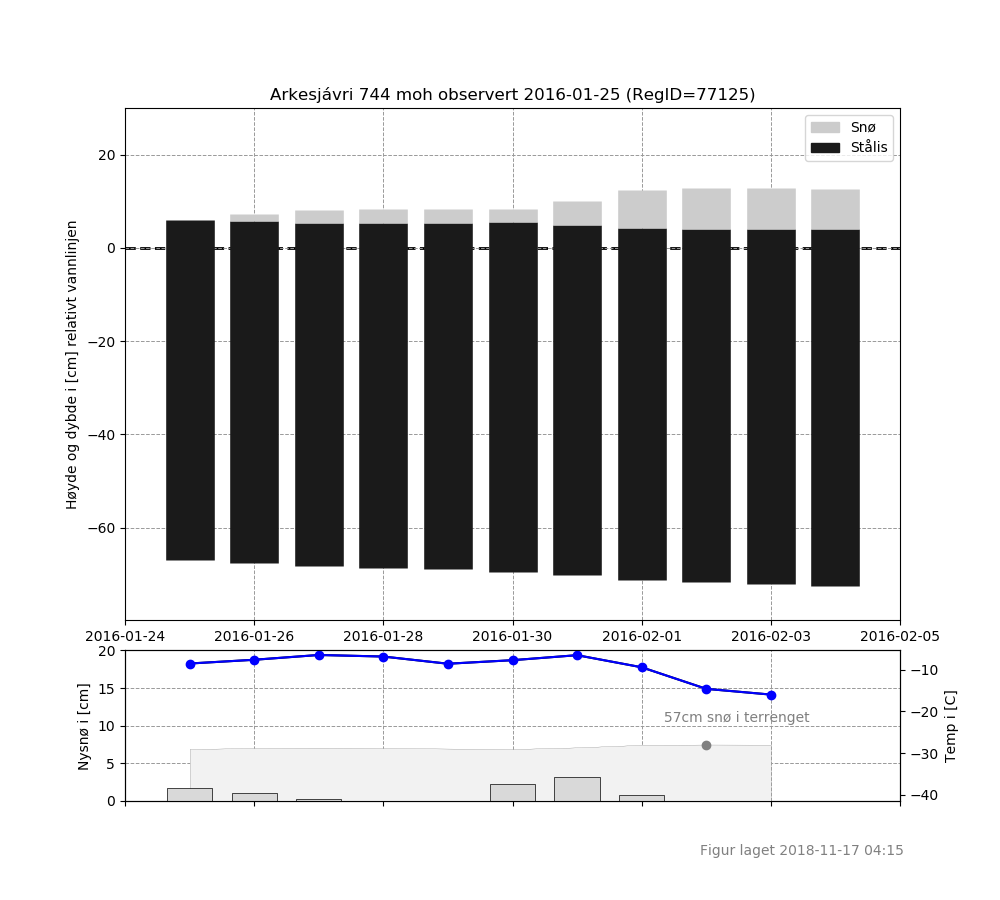 Arkesjávri 744 moh observert 2016-01-25 (RegID=77125)
Snø
Stålis
20
0
−20
−40
−60
Høyde og dybde i [cm] relativt vannlinjen
2016-01-24 2016-01-26 2016-01-28 2016-01-30 2016-02-01 2016-02-03 2016-02-05
20
15
10
5
0
Nysnø i [cm]
57cm snø i terrenget
−10
−20
−30
−40
Temp i [C]
Figur laget 2018-11-17 04:15